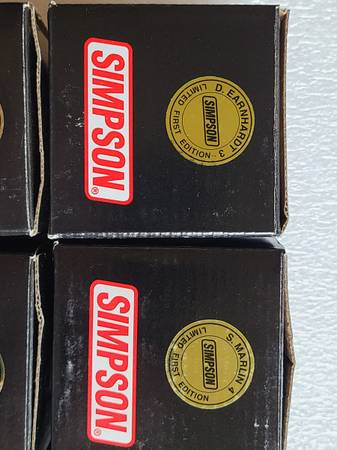 SIMPSON®
D. EARNHARDT 3
SIMPSON
LIMITED FIRST EDITION
SIMPSON®
S. MARLIN 4
SIMPSON
LIMITED FIRST EDITION